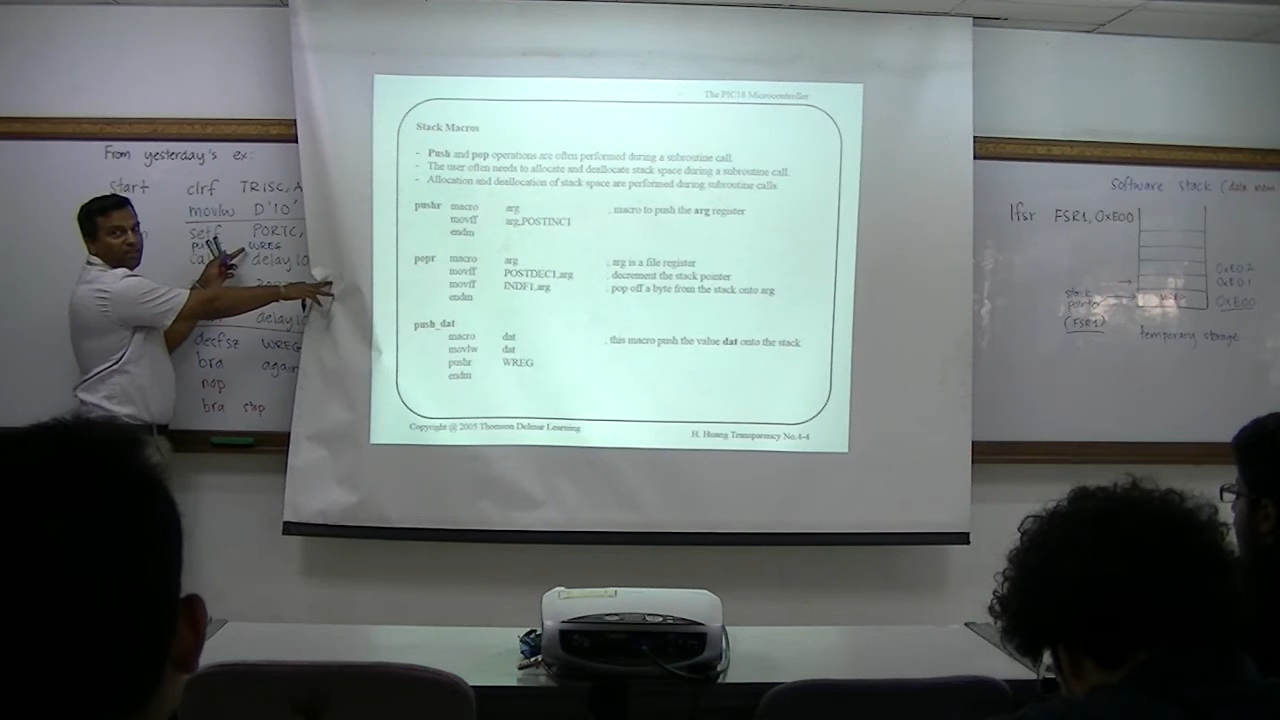 From yesterday's ex:
start clrf TRISC, A
movlw D'10'
setf PORTC,
WREG
delay
delay
decfsz WREG
bra again
nop
bra stop
The PIC18 Microcontroller
Stack Macros
- Push and pop operations are often performed during a subroutine call.
- The user often needs to allocate and deallocate stack space during a subroutine call.
- Allocation and deallocation of stack space are performed during subroutine calls.
pushr macro arg ; macro to push the arg register
movff arg,POSTINC1
endm
popr macro arg ; arg is a file register
movff POSTDEC1,arg ; decrement the stack pointer
movff INDF1,arg ; pop off a byte from the stack onto arg
endm
push_dat
macro dat ; this macro push the value dat onto the stack
movlw dat
pushr WREG
endm
Copyright @ 2005 Thomson Delmar Learning
H. Huang Transparency No.4-4
Software stack (data mem
lfsr FSR1, 0xE00
0xE02
0xE01
0xE00
stack
pointer
(FSR1)
temporary storage